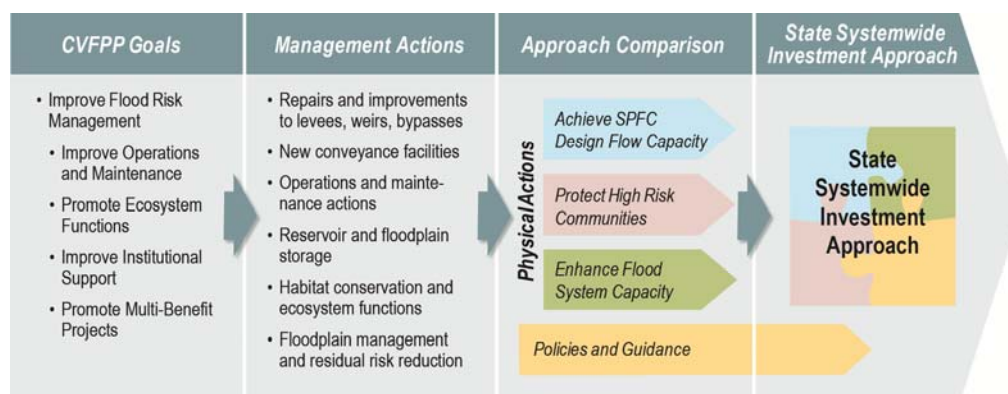 CVFPP Goals
• Improve Flood Risk
Management
• Improve Operations
and Maintenance
• Promote Ecosystem
Functions
• Improve Institutional
Support
• Promote Multi-Benefit
Projects
Management Actions
• Repairs and improvements
to levees, weirs, bypasses
• New conveyance facilities
• Operations and mainte-
nance actions
• Reservoir and floodplain
storage
• Habitat conservation and
ecosystem functions
• Floodplain management
and residual risk reduction
Approach Comparison
Physical Actions
Achieve SPFC
Design Flow Capacity
Protect High Risk
Communities
Enhance Flood
System Capacity
Policies and Guidance
State Systemwide
Investment Approach
State
Systemwide
Investment
Approach